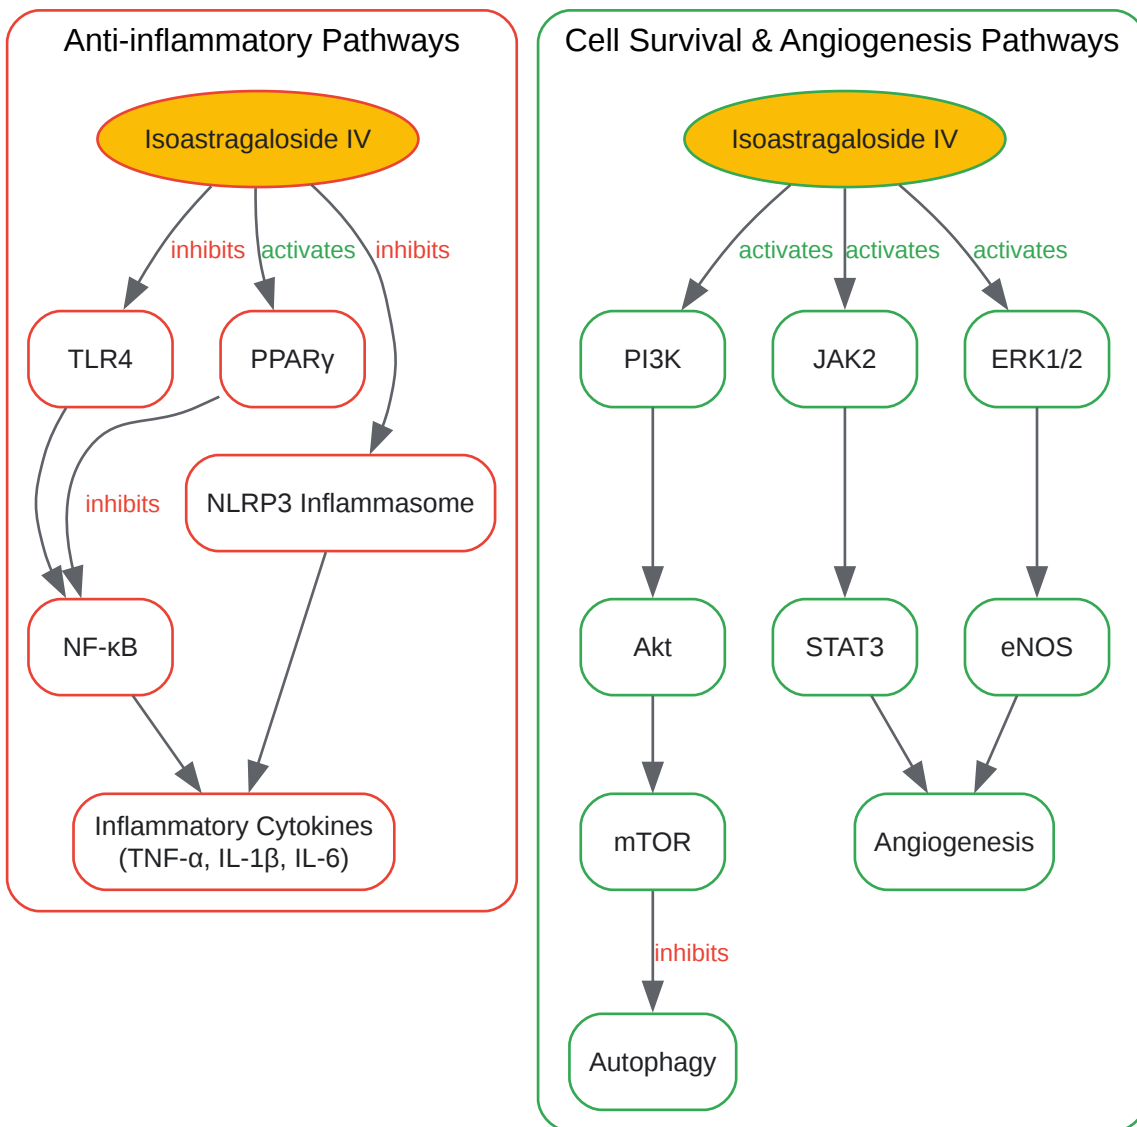 Anti-inflammatory Pathways
Isoastragaloside IV
inhibits
activates
inhibits
TLR4
PPARγ
inhibits
NLRP3 Inflammasome
NF-κB
Inflammatory Cytokines
(TNF-α, IL-1β, IL-6)
Cell Survival & Angiogenesis Pathways
Isoastragaloside IV
activates
activates
activates
PI3K
JAK2
ERK1/2
Akt
STAT3
eNOS
mTOR
Angiogenesis
inhibits
Autophagy